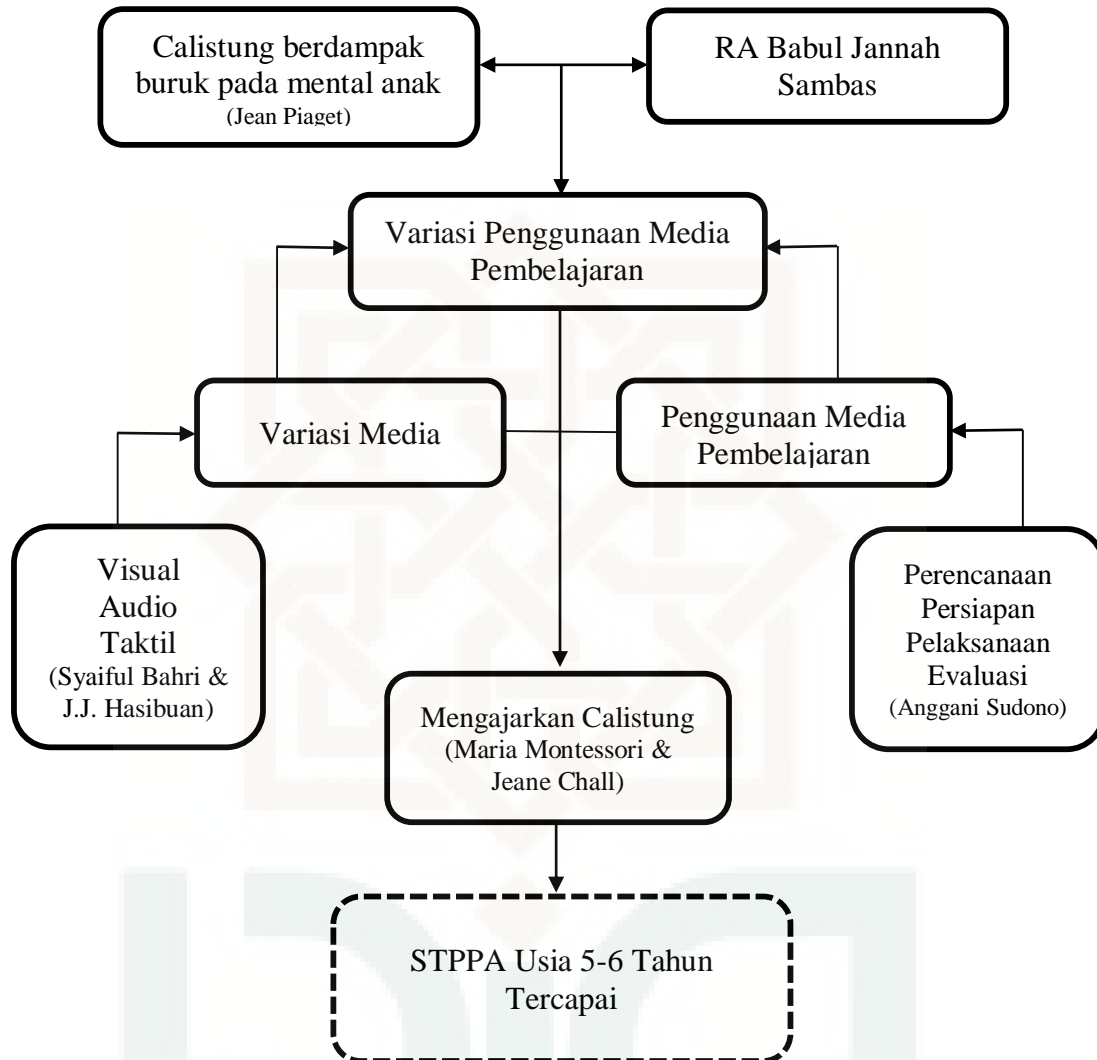 Calistung berdampak
buruk pada mental anak
(Jean Piaget)
RA Babul Jannah
Sambas
Variasi Penggunaan Media
Pembelajaran
Variasi Media
Penggunaan Media
Pembelajaran
Visual
Audio
Taktil
(Syaiful Bahri &
J.J. Hasibuan)
Perencanaan
Persiapan
Pelaksanaan
Evaluasi
(Anggani Sudono)
Mengajarkan Calistung
(Maria Montessori &
Jeane Chall)
STPPA Usia 5-6 Tahun
Tercapai